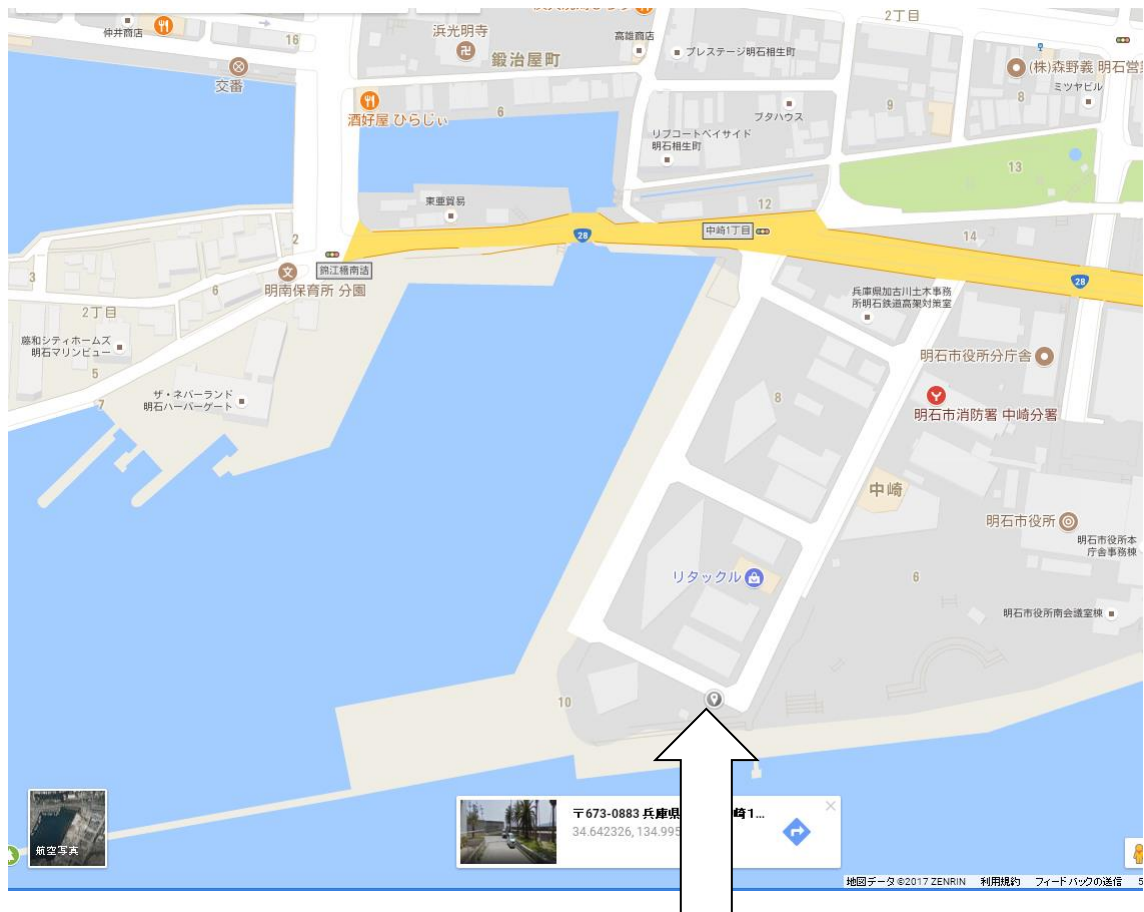 2丁目
仲井商店
16
浜光明寺
高雄商店
鍛治屋町
プレステージ明石相生町
(株)森野義 明石営業
交番
ミツヤビル
8
9
酒好屋 ひらじぃ
6
ブタハウス
リブコートベイサイド
明石相生町
13
東亜貿易
12
2
28
中崎1丁目
14
錦江橋南詰
3
明南保育所 分園
6
28
2丁目
兵庫県加古川土木事務
所明石鉄道高架対策室
藤和シティホームズ
明石マリンビュー
明石市役所分庁舎
5
ザ・ネバーランド
明石ハーバーゲート
7
8
明石市消防署 中崎分署
中崎
明石市役所
明石市役所本
庁舎事務棟
リタックル
6
明石市役所南会議室棟
10
〒673-0883 兵庫県
崎1...
34.642326, 134.995
航空写真
地図データ ©2017 ZENRIN 利用規約 フィードバックの送信 5